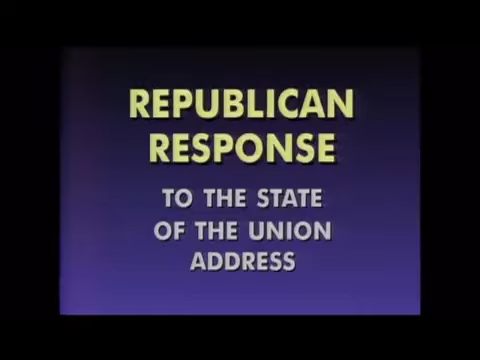 REPUBLICAN
RESPONSE
TO THE STATE
OF THE UNION
ADDRESS